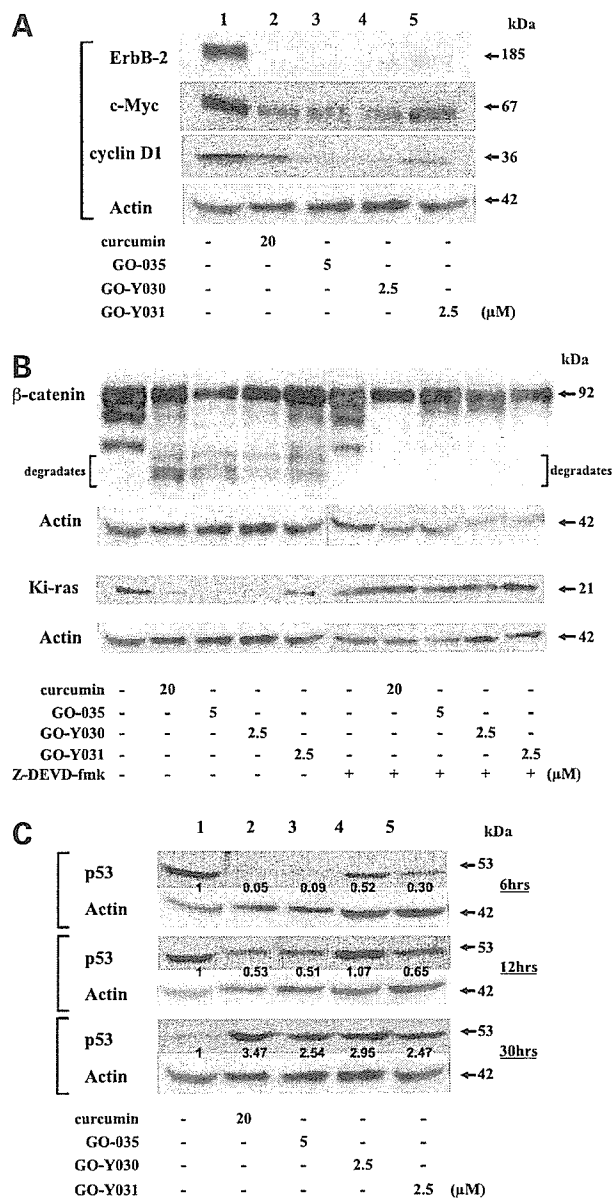 A
1 2 3 4 5 kDa
ErbB-2 ←185
c-Myc ←67
cyclin D1 ←36
Actin ←42
curcumin - 20 - - -
GO-035 - - 5 - -
GO-Y030 - - - 2.5 -
GO-Y031 - - - - 2.5 (µM)
B
kDa
β-catenin ←92
degradates degradates
Actin ←42
Ki-ras ←21
Actin ←42
curcumin - 20 - - - - 20 - - -
GO-035 - - 5 - - - - 5 - -
GO-Y030 - - - 2.5 - - - - 2.5 -
GO-Y031 - - - - 2.5 - - - - 2.5
Z-DEVD-fmk - - - - - + + + + + (µM)
C
1 2 3 4 5 kDa
p53 ←53
1 0.05 0.09 0.52 0.30 6hrs
Actin ←42
p53 ←53
1 0.53 0.51 1.07 0.65 12hrs
Actin ←42
p53 ←53
1 3.47 2.54 2.95 2.47 30hrs
Actin ←42
curcumin - 20 - - -
GO-035 - - 5 - -
GO-Y030 - - - 2.5 -
GO-Y031 - - - - 2.5 (µM)